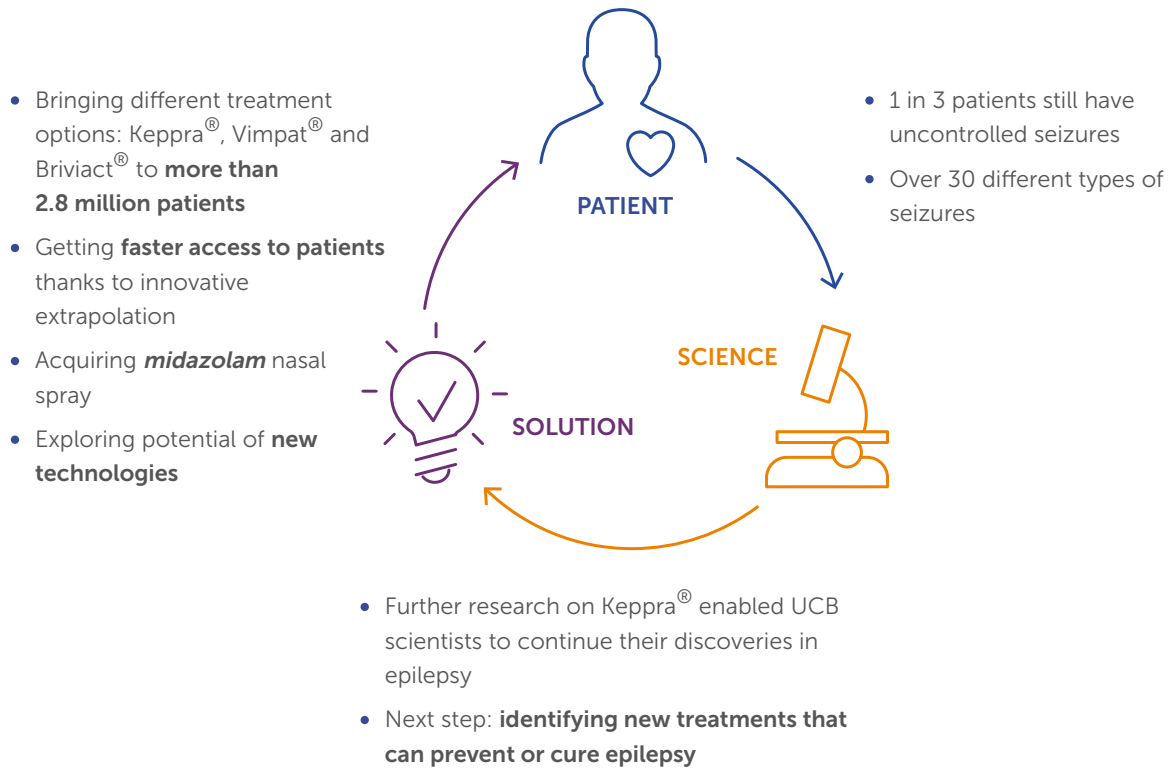 • Bringing different treatment
options: Keppra®, Vimpat® and
Briviact® to more than
2.8 million patients
• Getting faster access to patients
thanks to innovative
extrapolation
• Acquiring midazolam nasal
spray
• Exploring potential of new
technologies
PATIENT
• 1 in 3 patients still have
uncontrolled seizures
• Over 30 different types of
seizures
SCIENCE
SOLUTION
• Further research on Keppra® enabled UCB
scientists to continue their discoveries in
epilepsy
• Next step: identifying new treatments that
can prevent or cure epilepsy